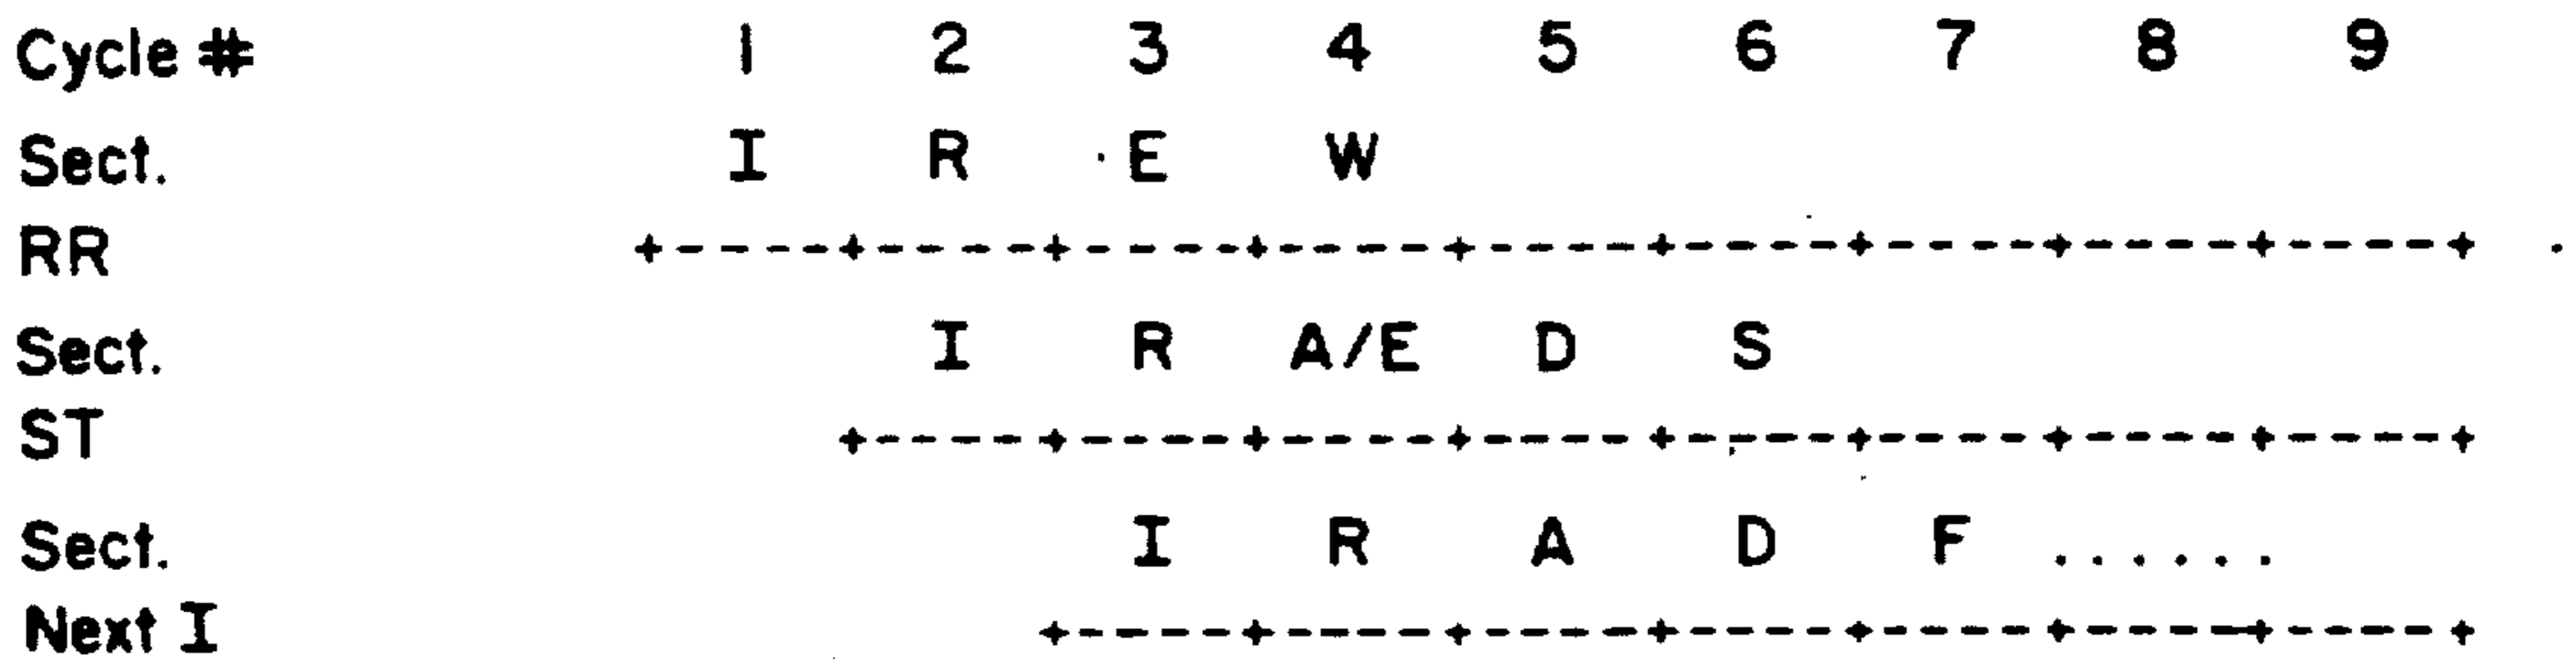 Cycle # 1 2 3 4 5 6 7 8 9
Sect. I R E W
RR +-----+-----+-----+-----+-----+-----+-----+-----+-----+
Sect. I R A/E D S
ST +-----+-----+-----+-----+-----+-----+-----+-----+
Sect. I R A D F ......
Next I +-----+-----+-----+-----+-----+-----+-----+